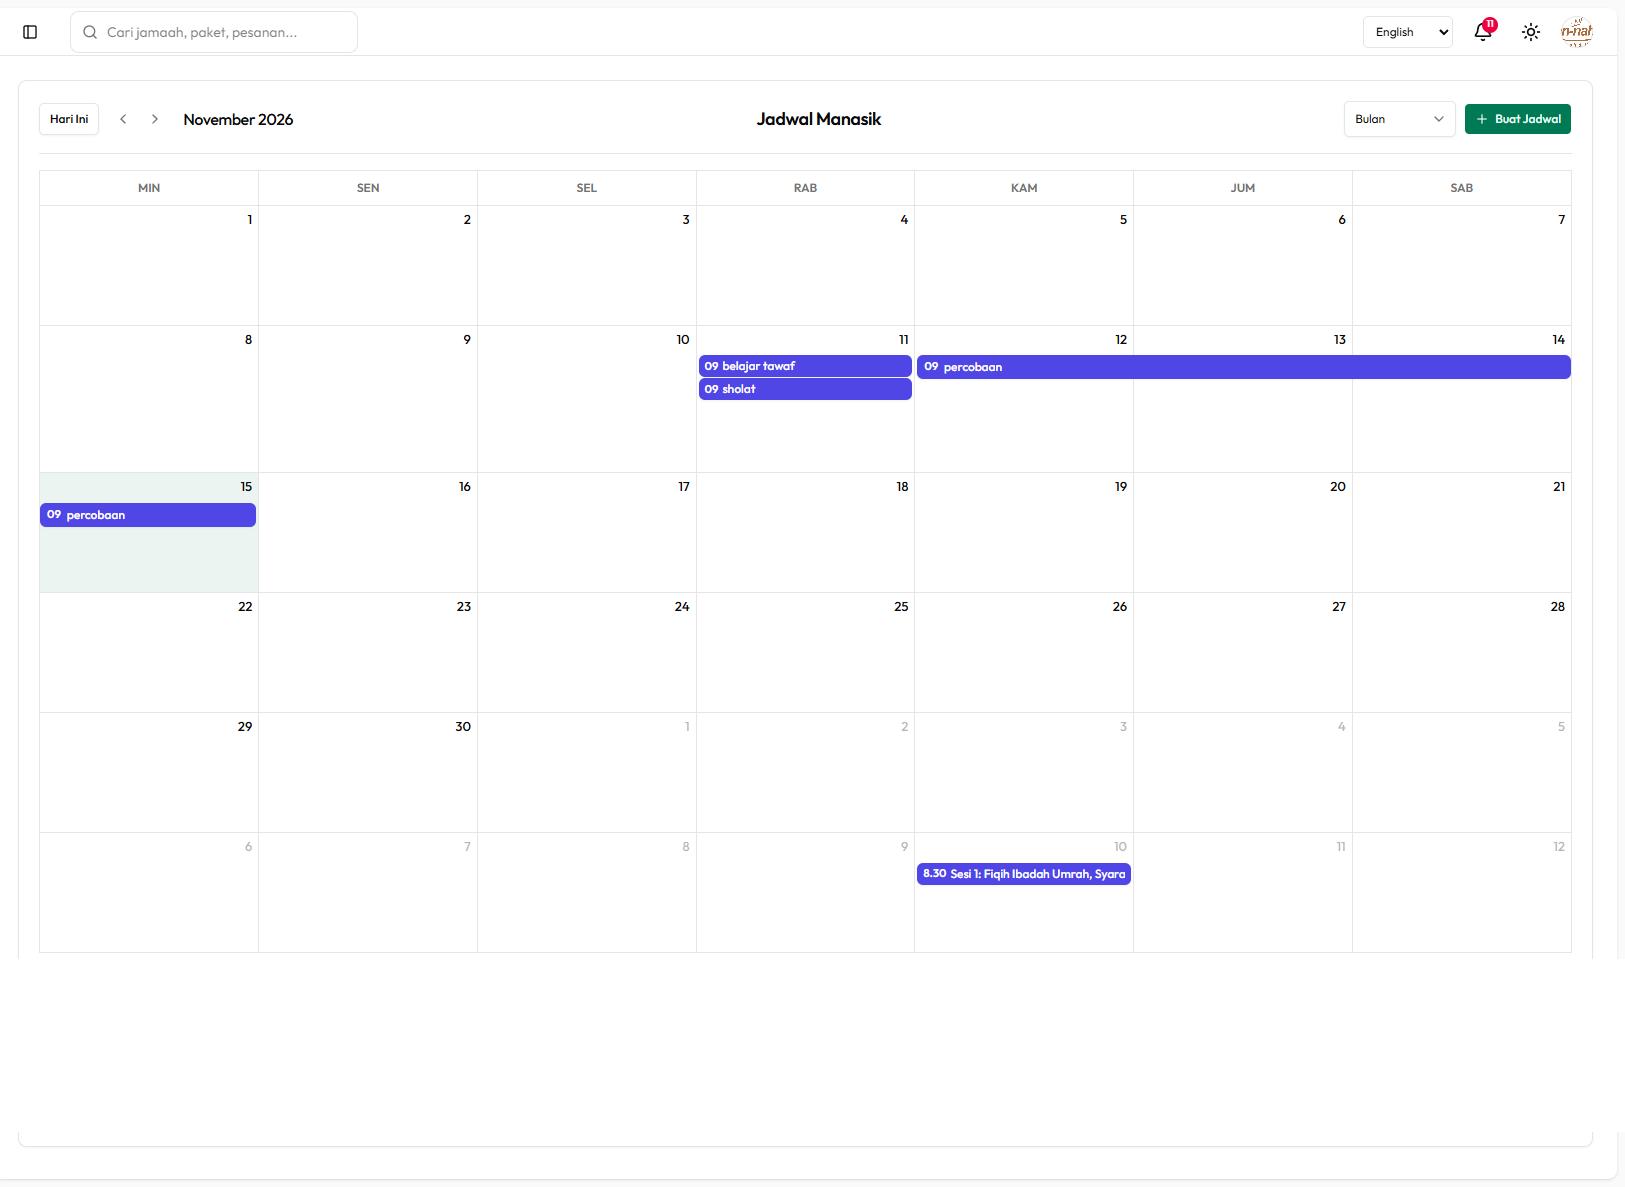 Cari jamaah, paket, pesanan...
English
11
Hari Ini
November 2026
Jadwal Manasik
Bulan
+ Buat Jadwal
MIN SEN SEL RAB KAM JUM SAB
1 2 3 4 5 6 7
8 9 10 11 12 13 14
09 belajar tawaf
09 percobaan
09 sholat
15 16 17 18 19 20 21
09 percobaan
22 23 24 25 26 27 28
29 30 1 2 3 4 5
6 7 8 9 10 11 12
8.30 Sesi 1: Fiqih Ibadah Umrah, Syara